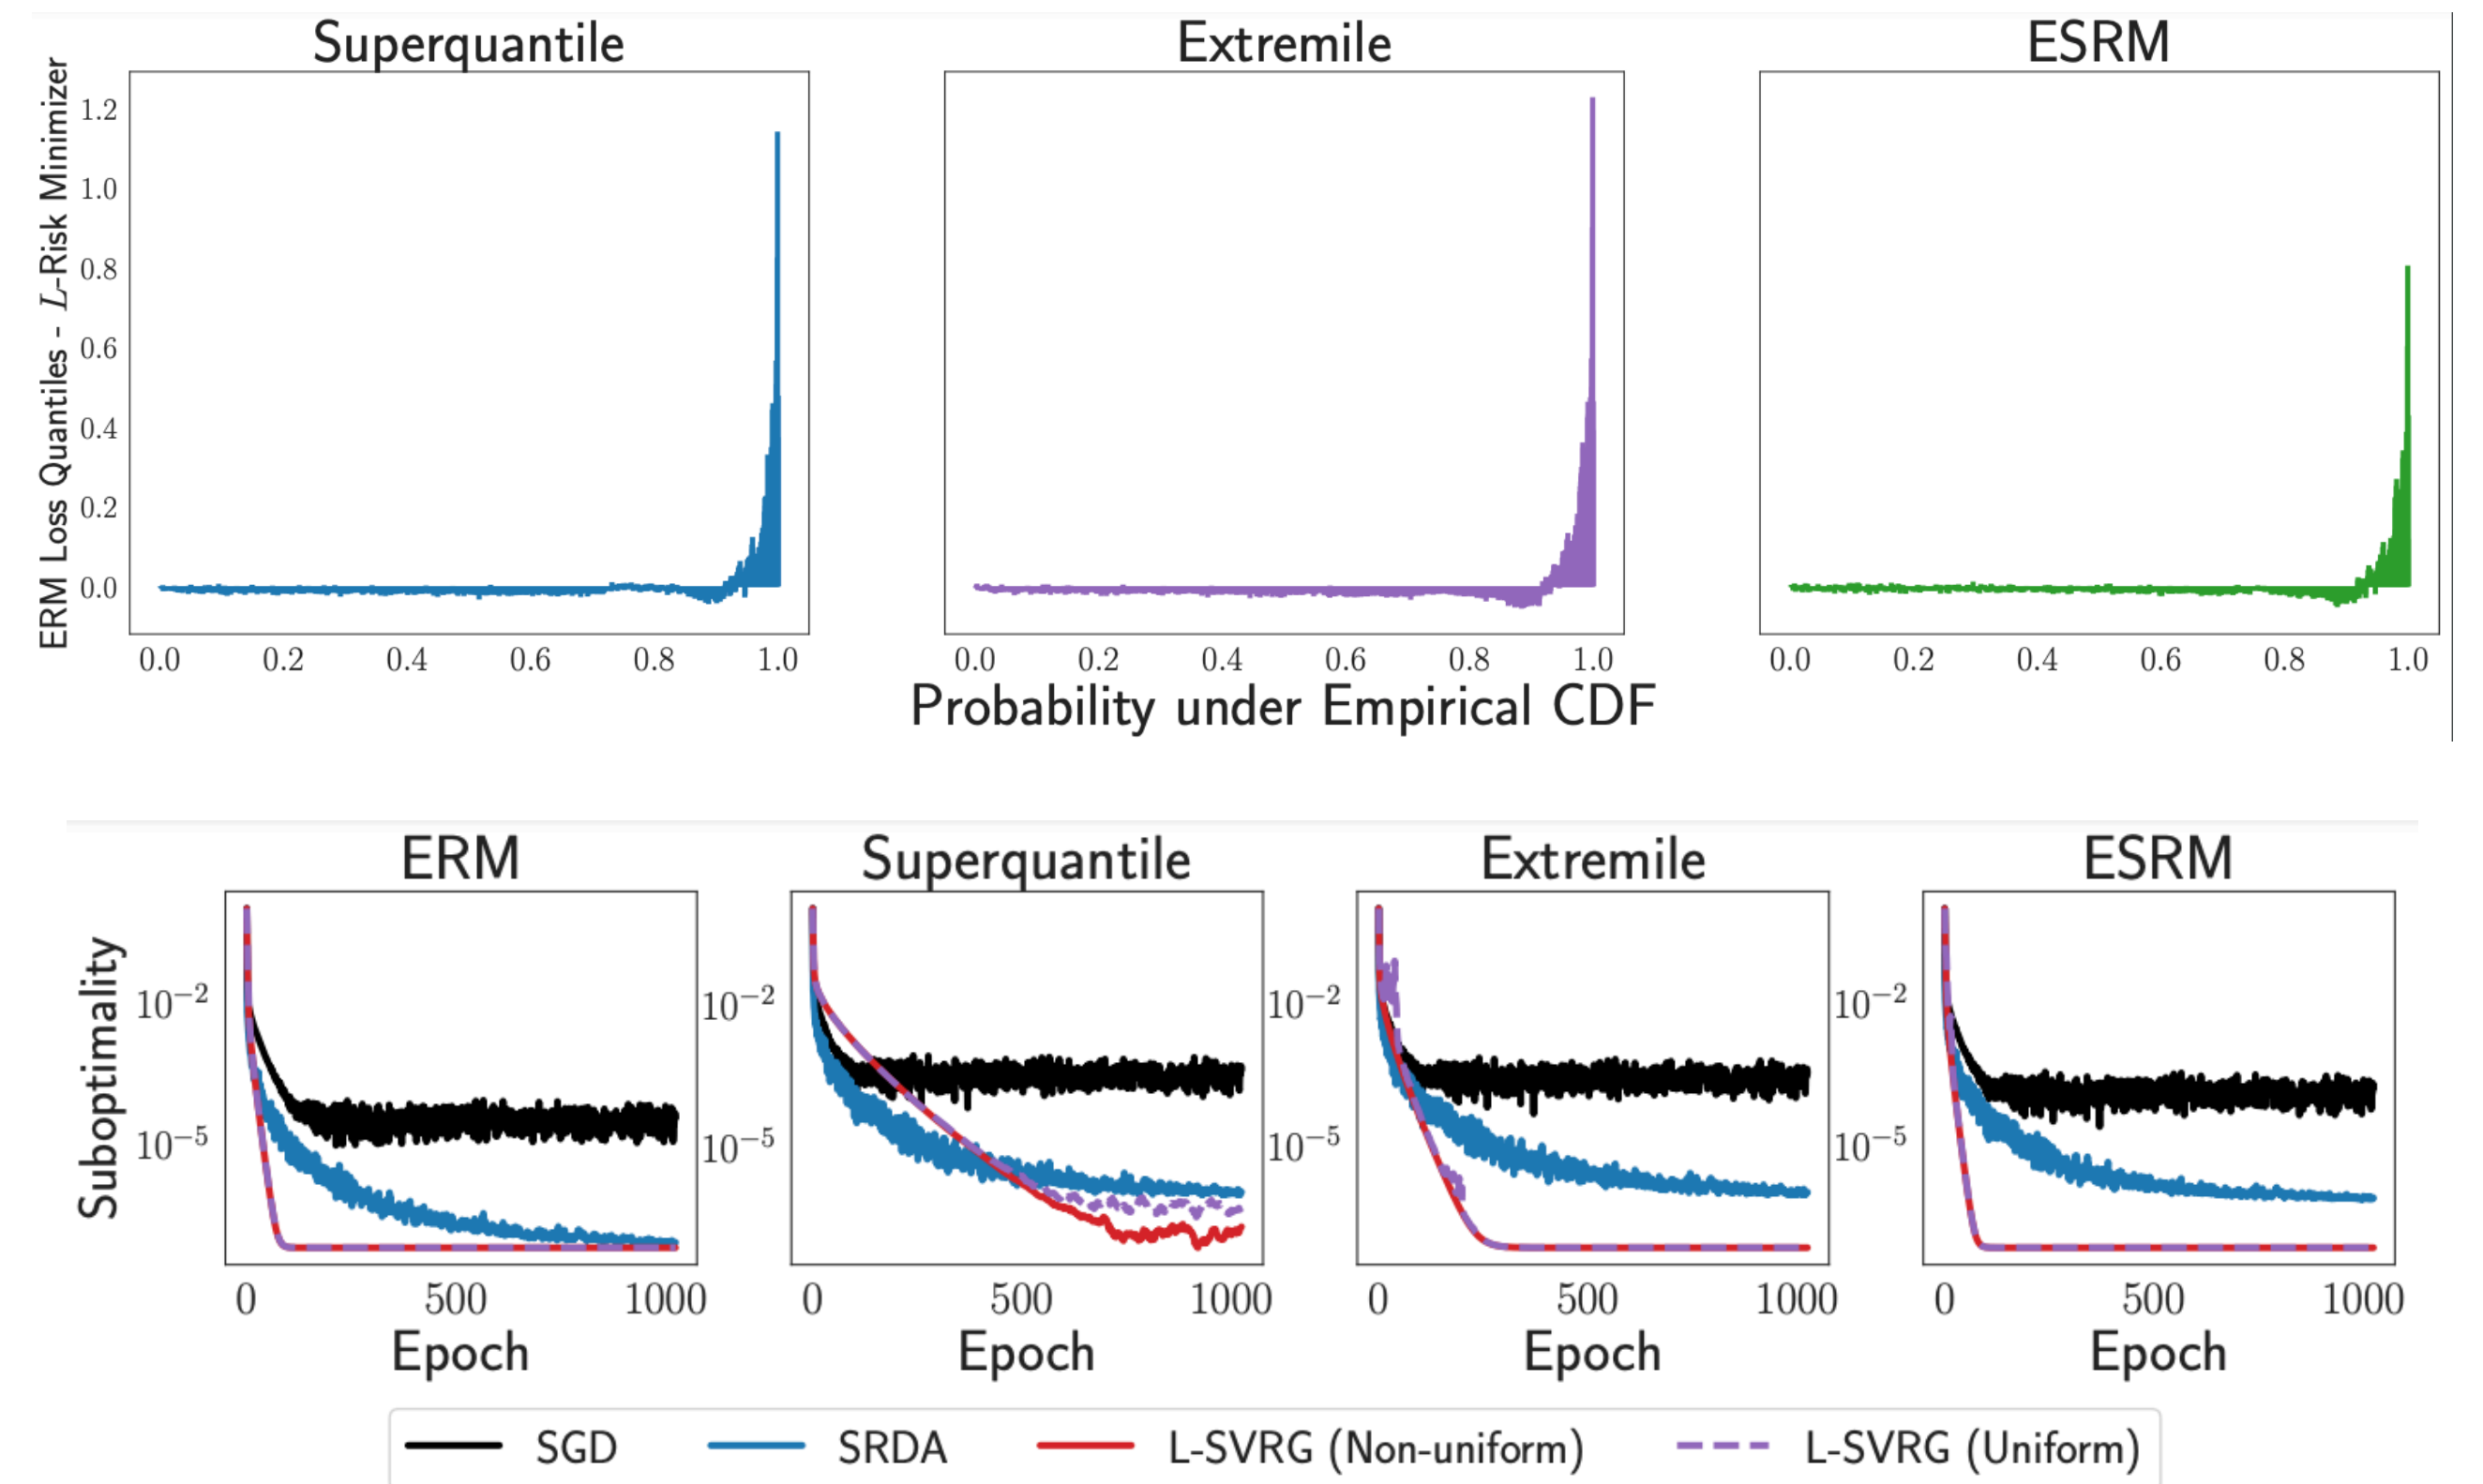 Superquantile Extremile ESRM
ERM Loss Quantiles - L-Risk Minimizer
1.2
1.0
0.8
0.6
0.4
0.2
0.0
0.0 0.2 0.4 0.6 0.8 1.0 0.0 0.2 0.4 0.6 0.8 1.0 0.0 0.2 0.4 0.6 0.8 1.0
Probability under Empirical CDF
ERM Superquantile Extremile ESRM
Suboptimality
10⁻² 10⁻² 10⁻² 10⁻²
10⁻⁵ 10⁻⁵ 10⁻⁵ 10⁻⁵
0 500 1000 0 500 1000 0 500 1000 0 500 1000
Epoch Epoch Epoch Epoch
SGD SRDA L-SVRG (Non-uniform) L-SVRG (Uniform)